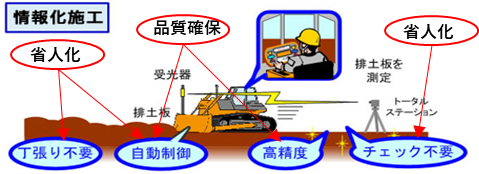 情報化施工
省人化
品質確保
省人化
受光器
排土板
排土板を
測定
トータル
ステーション
丁張り不要
自動制御
高精度
チェック不要